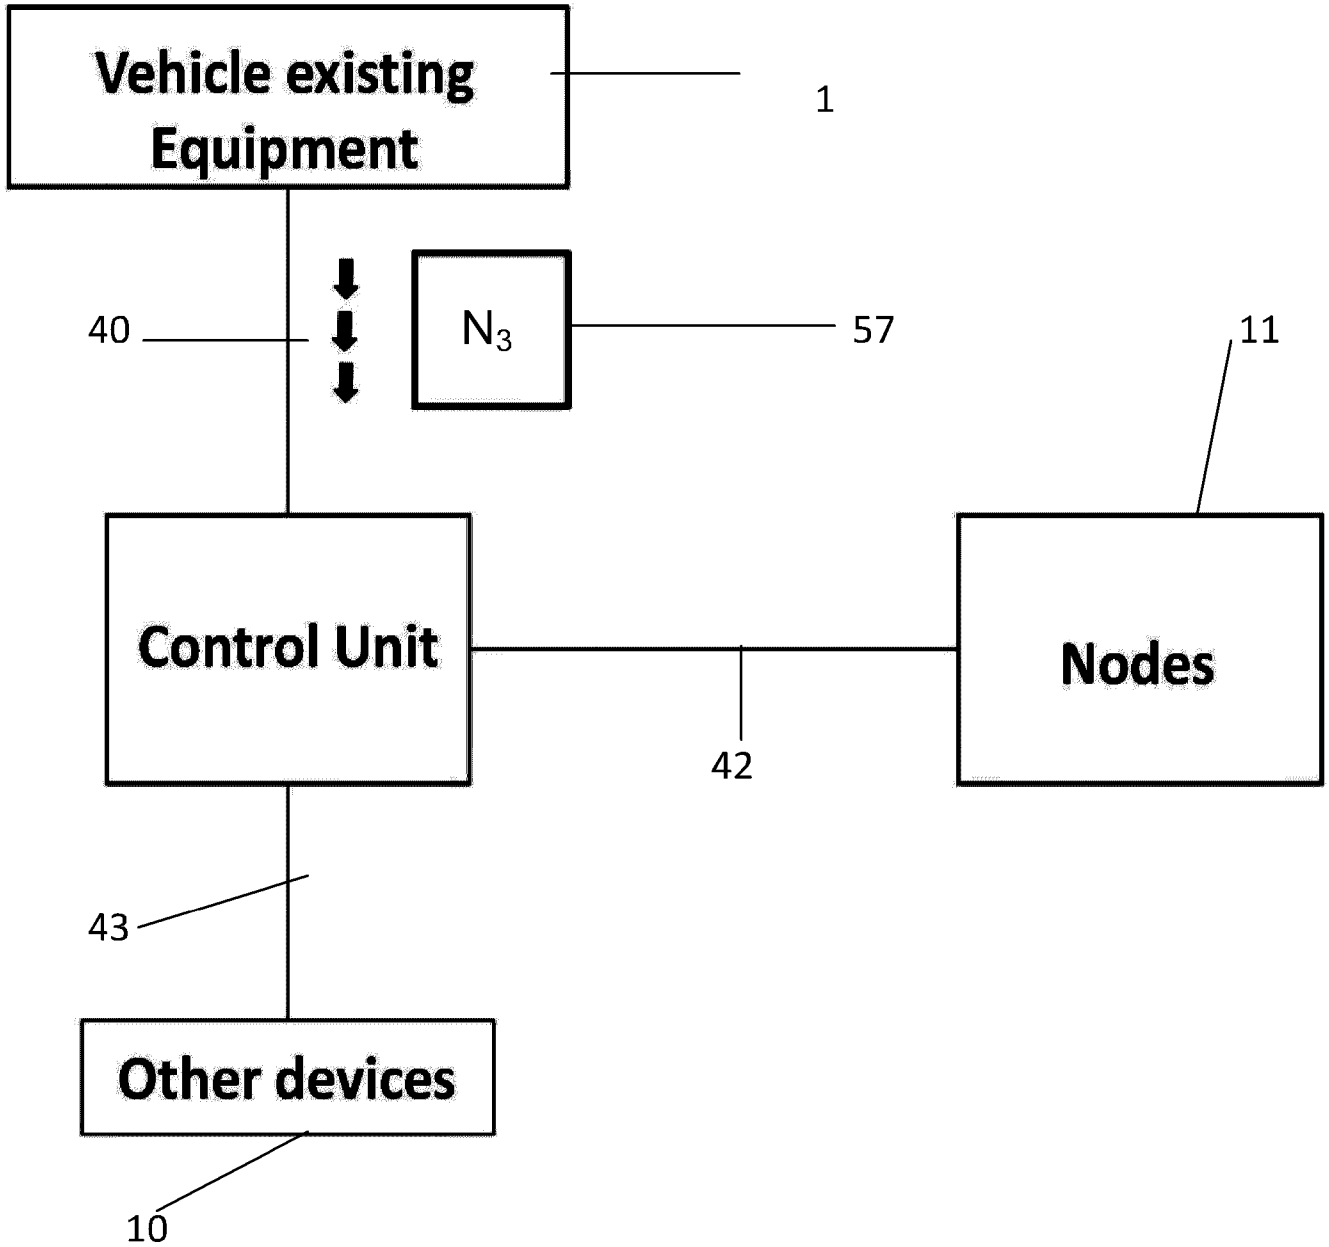 Vehicle existing
Equipment
1
40
N₃
57
11
Control Unit
Nodes
42
43
Other devices
10